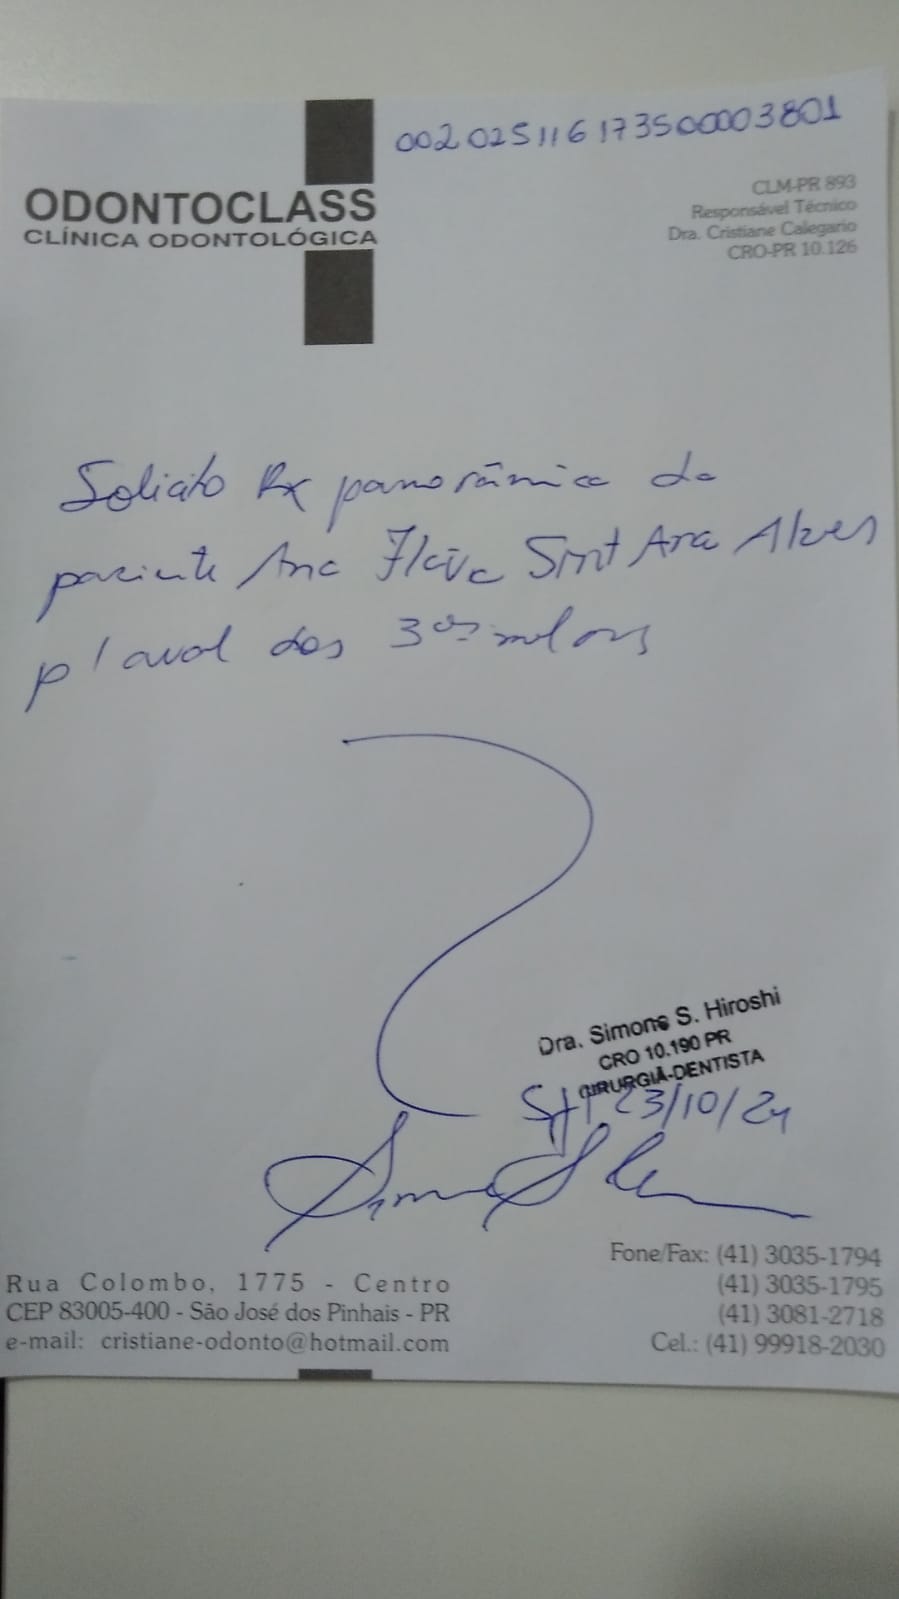 002025116173500003801
ODONTOCLASS
CLÍNICA ODONTOLÓGICA
CLM-PR 893
Responsável Técnico
Dra. Cristiane Calegario
CRO-PR 10.126
Solicito Rx panorâmica da
paciente Ana Flávia Sant Ana Alves
p/ aval dos 3os molares
Dra. Simone S. Hiroshi
CRO 10.190 PR
CIRURGIÃ-DENTISTA
SJP 23/10/24
Rua Colombo, 1775 - Centro
CEP 83005-400 - São José dos Pinhais - PR
e-mail: cristiane-odonto@hotmail.com
Fone/Fax: (41) 3035-1794
(41) 3035-1795
(41) 3081-2718
Cel.: (41) 99918-2030